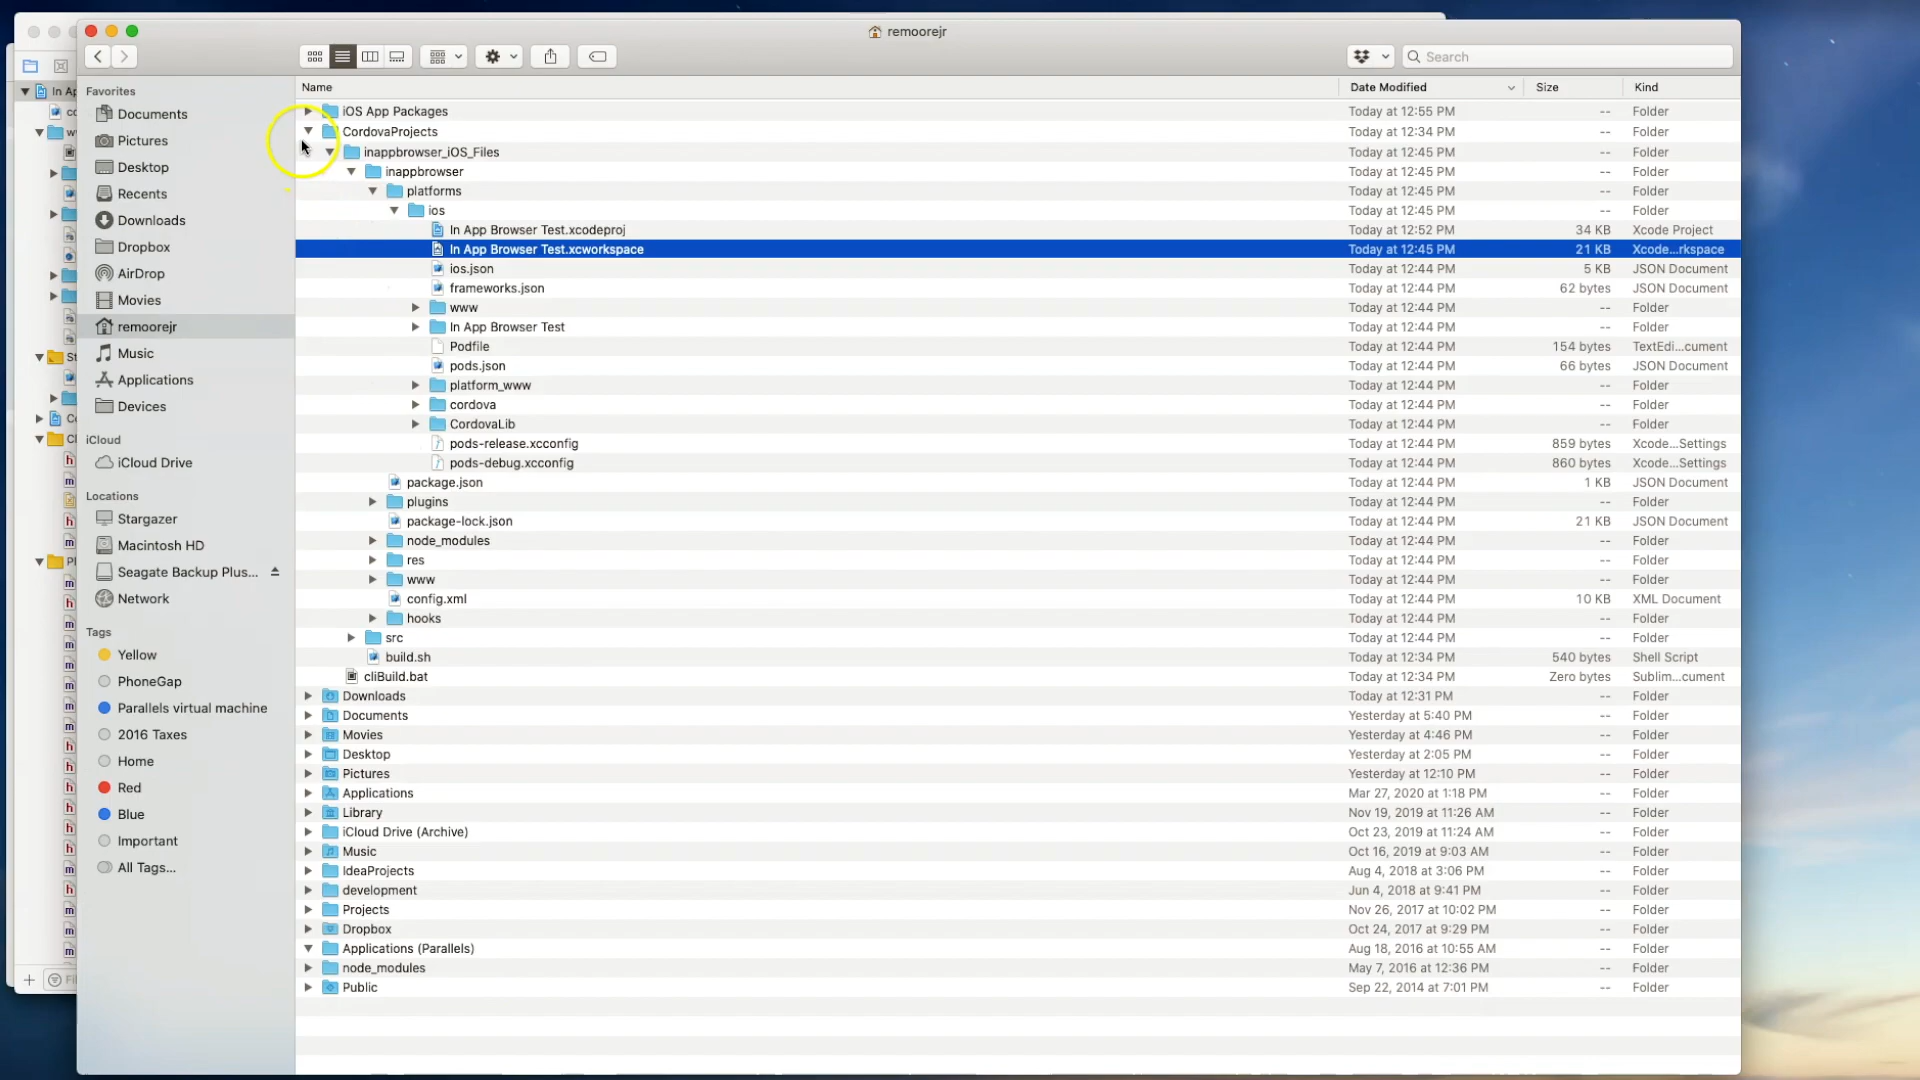 remoorejr
Search
In Ap
Favorites
Documents
Pictures
Desktop
Recents
Downloads
Dropbox
AirDrop
Movies
remoorejr
Music
Applications
Devices
iCloud
iCloud Drive
Locations
Stargazer
Macintosh HD
Seagate Backup Plus...
Network
Tags
Yellow
PhoneGap
Parallels virtual machine
2016 Taxes
Home
Red
Blue
Important
All Tags...
Name Date Modified Size Kind
iOS App Packages Today at 12:55 PM -- Folder
CordovaProjects Today at 12:34 PM -- Folder
inappbrowser_iOS_Files Today at 12:45 PM -- Folder
inappbrowser Today at 12:45 PM -- Folder
platforms Today at 12:45 PM -- Folder
ios Today at 12:45 PM -- Folder
In App Browser Test.xcodeproj Today at 12:52 PM 34 KB Xcode Project
In App Browser Test.xcworkspace Today at 12:45 PM 21 KB Xcode...rkspace
ios.json Today at 12:44 PM 5 KB JSON Document
frameworks.json Today at 12:44 PM 62 bytes JSON Document
www Today at 12:44 PM -- Folder
In App Browser Test Today at 12:44 PM -- Folder
Podfile Today at 12:44 PM 154 bytes TextEdi...cument
pods.json Today at 12:44 PM 66 bytes JSON Document
platform_www Today at 12:44 PM -- Folder
cordova Today at 12:44 PM -- Folder
CordovaLib Today at 12:44 PM -- Folder
pods-release.xcconfig Today at 12:44 PM 859 bytes Xcode...Settings
pods-debug.xcconfig Today at 12:44 PM 860 bytes Xcode...Settings
package.json Today at 12:44 PM 1 KB JSON Document
plugins Today at 12:44 PM -- Folder
package-lock.json Today at 12:44 PM 21 KB JSON Document
node_modules Today at 12:44 PM -- Folder
res Today at 12:44 PM -- Folder
www Today at 12:44 PM -- Folder
config.xml Today at 12:44 PM 10 KB XML Document
hooks Today at 12:44 PM -- Folder
src Today at 12:44 PM -- Folder
build.sh Today at 12:34 PM 540 bytes Shell Script
cliBuild.bat Today at 12:34 PM Zero bytes Sublim...cument
Downloads Today at 12:31 PM -- Folder
Documents Yesterday at 5:40 PM -- Folder
Movies Yesterday at 4:46 PM -- Folder
Desktop Yesterday at 2:05 PM -- Folder
Pictures Yesterday at 12:10 PM -- Folder
Applications Mar 27, 2020 at 1:18 PM -- Folder
Library Nov 19, 2019 at 11:26 AM -- Folder
iCloud Drive (Archive) Oct 23, 2019 at 11:24 AM -- Folder
Music Oct 16, 2019 at 9:03 AM -- Folder
IdeaProjects Aug 4, 2018 at 3:06 PM -- Folder
development Jun 4, 2018 at 9:41 PM -- Folder
Projects Nov 26, 2017 at 10:02 PM -- Folder
Dropbox Oct 24, 2017 at 9:29 PM -- Folder
Applications (Parallels) Aug 18, 2016 at 10:55 AM -- Folder
node_modules May 7, 2016 at 12:36 PM -- Folder
Public Sep 22, 2014 at 7:01 PM -- Folder